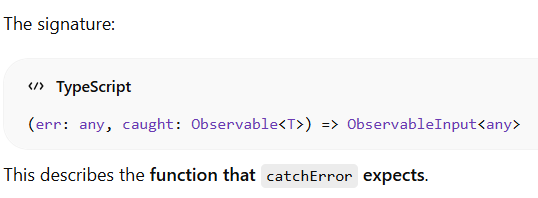 The signature:
</> TypeScript
(err: any, caught: Observable<T>) => ObservableInput<any>
This describes the function that catchError expects.